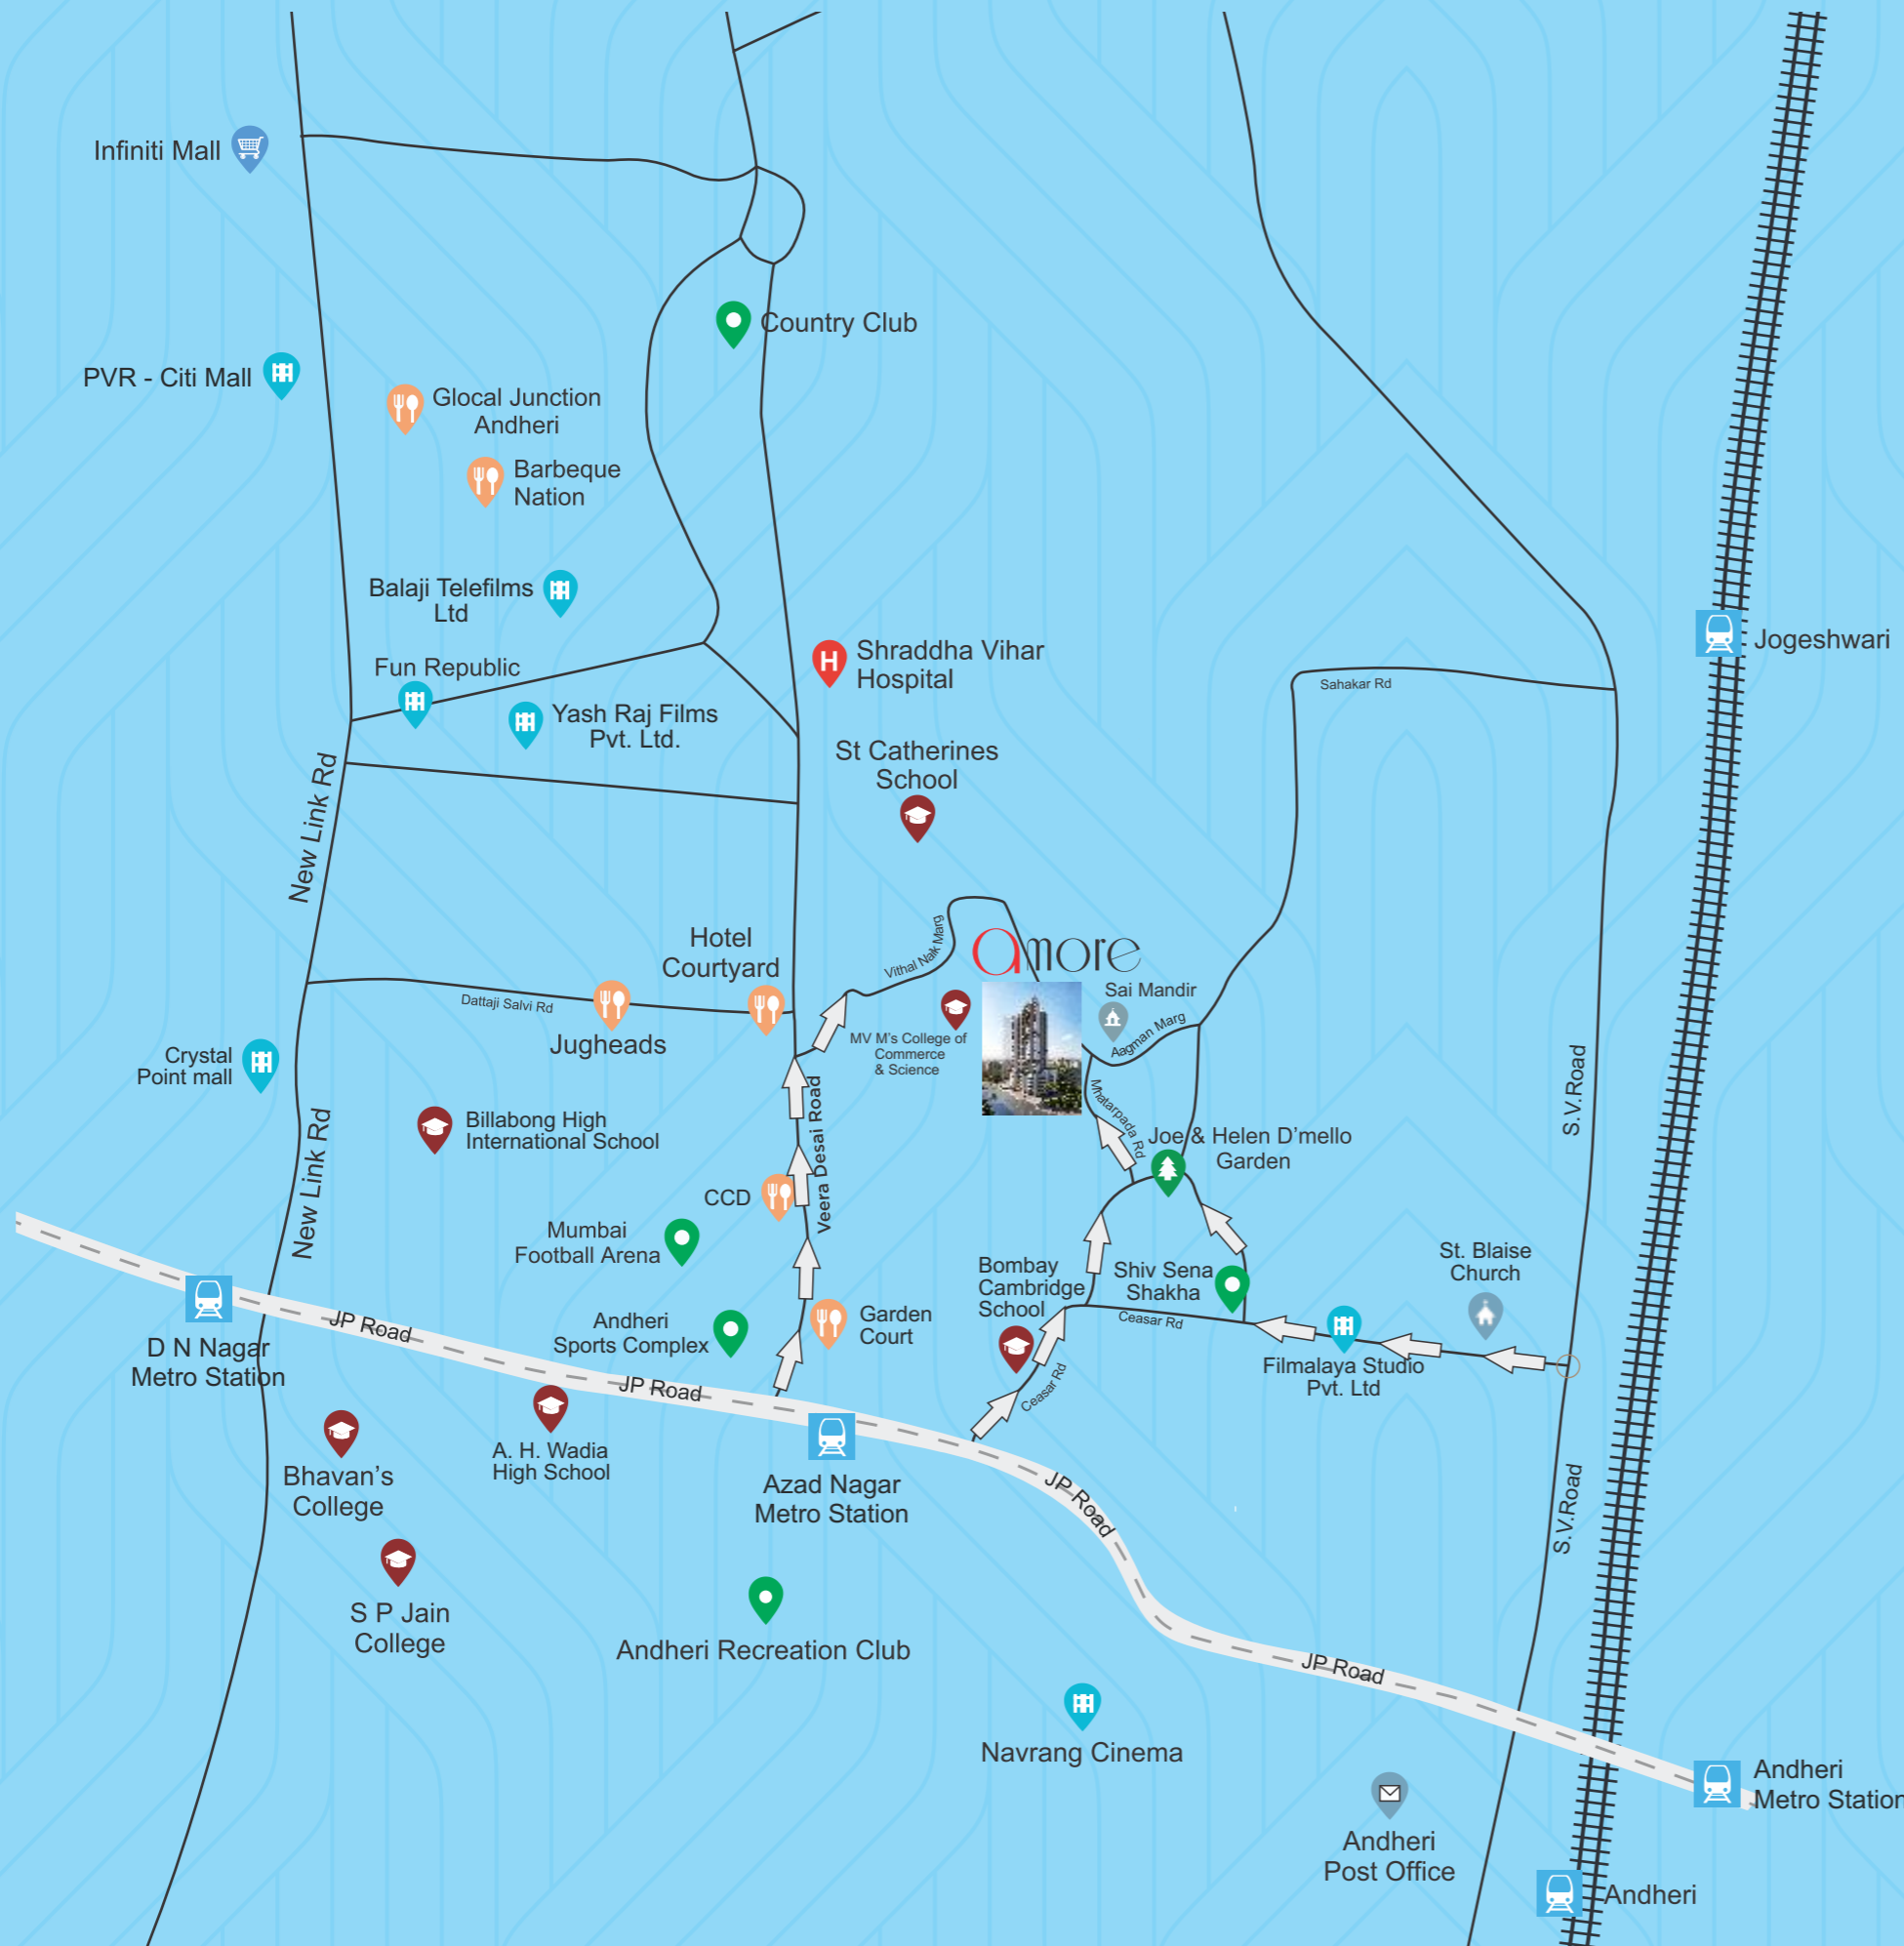 Infiniti Mall
Country Club
PVR - Citi Mall
Glocal Junction
Andheri
Barbeque
Nation
Balaji Telefilms
Ltd
Jogeshwari
Shraddha Vihar
Hospital
Fun Republic
Sahakar Rd
Yash Raj Films
Pvt. Ltd.
St Catherines
School
New Link Rd
Hotel
Courtyard
Vithal Naik Marg
amore
Dattaji Salvi Rd
Jugheads
Sai Mandir
Aagman Marg
MV M's College of
Commerce
& Science
Crystal
Point mall
Mhatarpada Rd
S.V.Road
Billabong High
International School
New Link Rd
Veera Desai Road
Joe & Helen D'mello
Garden
CCD
Mumbai
Football Arena
Bombay
Cambridge
School
Shiv Sena
Shakha
St. Blaise
Church
Ceasar Rd
D N Nagar
Metro Station
JP Road
Andheri
Sports Complex
Garden
Court
Filmalaya Studio
Pvt. Ltd
Ceasar Rd
JP Road
A. H. Wadia
High School
Bhavan's
College
Azad Nagar
Metro Station
JP Road
S.V.Road
S P Jain
College
Andheri Recreation Club
JP Road
Navrang Cinema
Andheri
Metro Station
Andheri
Post Office
Andheri